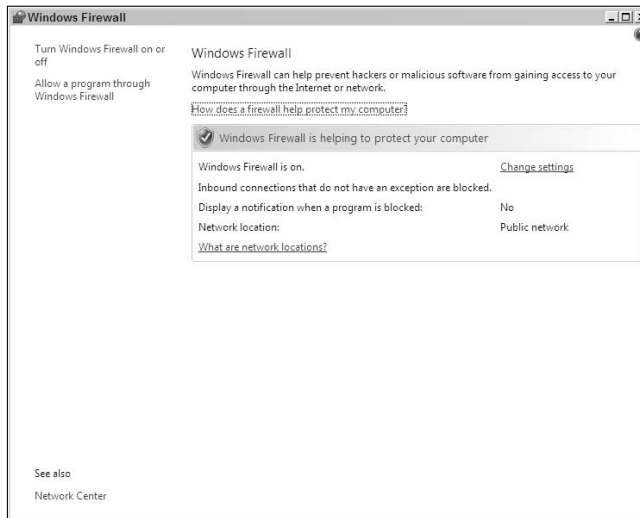 Windows Firewall
Turn Windows Firewall on or
off
Allow a program through
Windows Firewall
Windows Firewall
Windows Firewall can help prevent hackers or malicious software from gaining access to your
computer through the Internet or network.
How does a firewall help protect my computer?
Windows Firewall is helping to protect your computer
Windows Firewall is on.
Change settings
Inbound connections that do not have an exception are blocked.
Display a notification when a program is blocked: No
Network location: Public network
What are network locations?
See also
Network Center